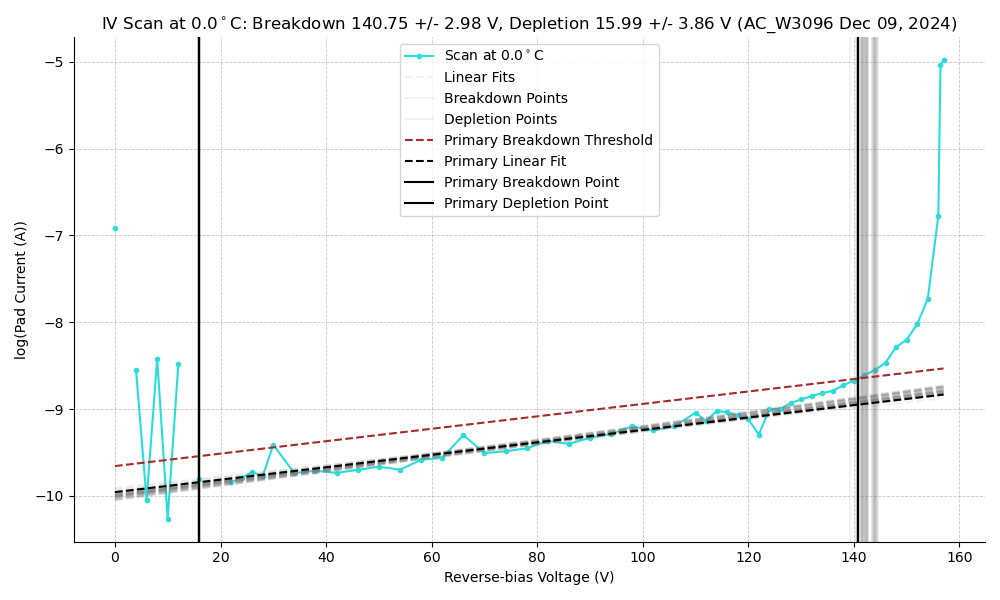 IV Scan at 0.0°C: Breakdown 140.75 +/- 2.98 V, Depletion 15.99 +/- 3.86 V (AC_W3096 Dec 09, 2024)
Scan at 0.0°C
Linear Fits
Breakdown Points
Depletion Points
Primary Breakdown Threshold
Primary Linear Fit
Primary Breakdown Point
Primary Depletion Point
log(Pad Current (A))
−5
−6
−7
−8
−9
−10
0 20 40 60 80 100 120 140 160
Reverse-bias Voltage (V)